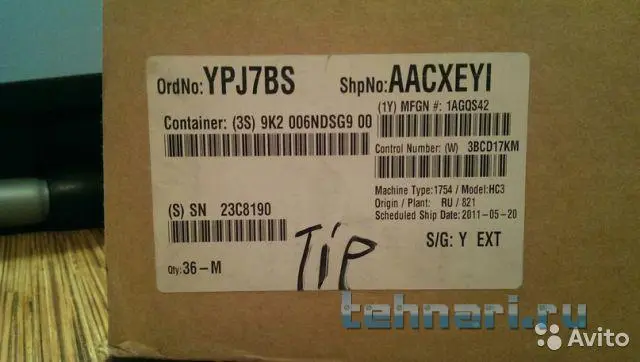 OrdNo: YPJ7BS
ShpNo: AACXEYI
(1Y) MFGN #: 1AGQS42
Container: (3S) 9K2 006NDSG9 00
Control Number: (W) 3BCD17KM
Machine Type: 1754 / Model: HC3
Origin / Plant: RU / 821
Scheduled Ship Date: 2011-05-20
(S) SN 23C8190
S/G: Y EXT
Tip
Qty: 36-M
tehnari.ru
Avito